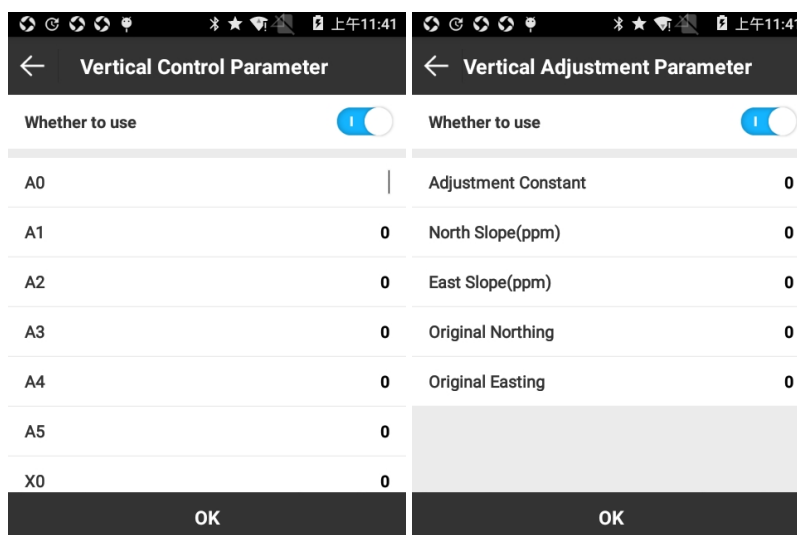 上午11:41
Vertical Control Parameter
Whether to use
A0
A1 0
A2 0
A3 0
A4 0
A5 0
X0 0
OK
上午11:41
Vertical Adjustment Parameter
Whether to use
Adjustment Constant 0
North Slope(ppm) 0
East Slope(ppm) 0
Original Northing 0
Original Easting 0
OK